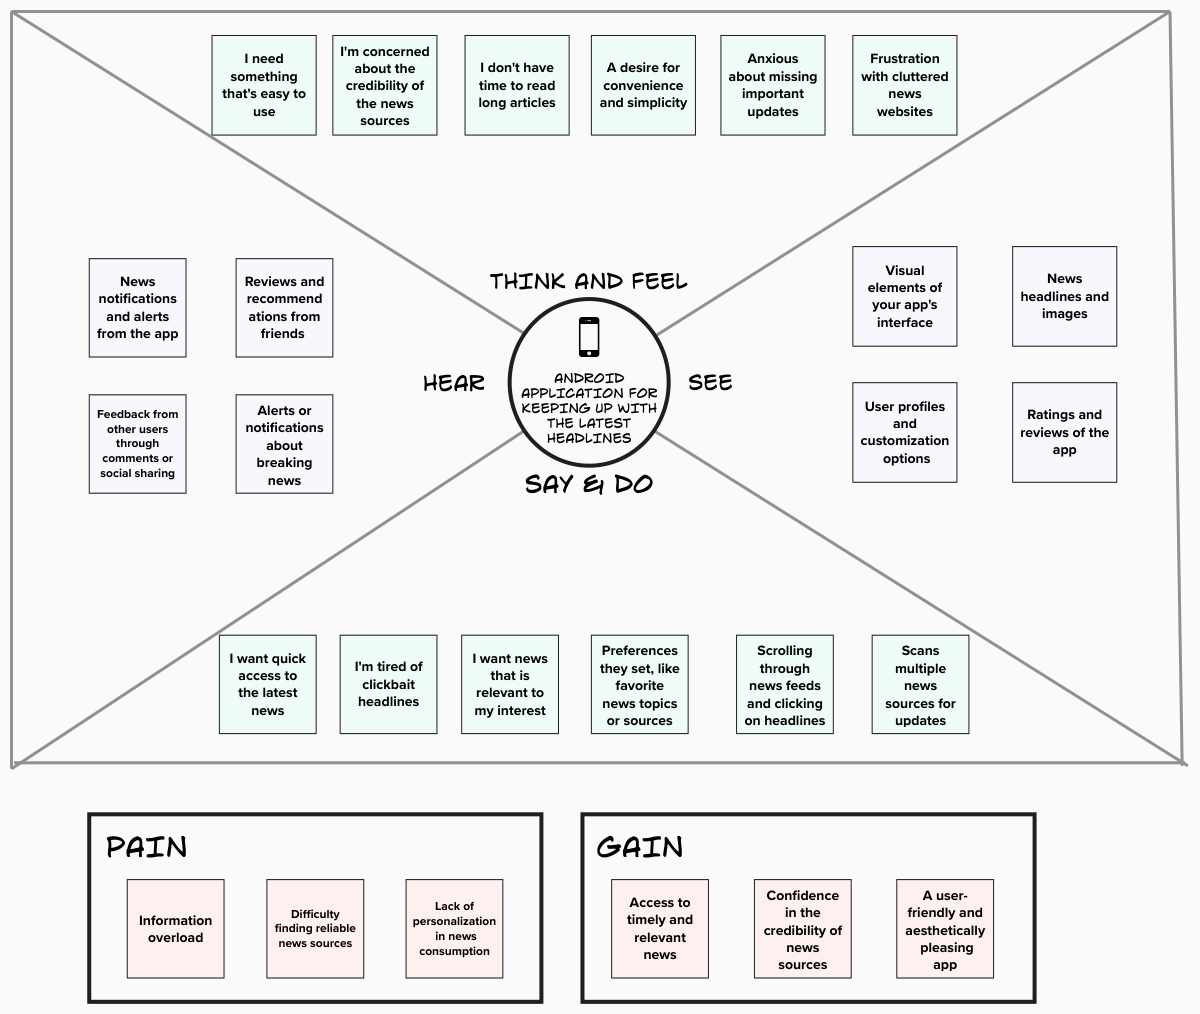 I need
something
that's easy to
use
I'm concerned
about the
credibility of
the news
sources
I don't have
time to read
long articles
A desire for
convenience
and simplicity
Anxious
about missing
important
updates
Frustration
with cluttered
news
websites
News
notifications
and alerts
from the app
Reviews and
recommend
ations from
friends
Feedback from
other users
through
comments or
social sharing
Alerts or
notifications
about
breaking
news
THINK AND FEEL
HEAR
ANDROID
APPLICATION FOR
KEEPING UP WITH
THE LATEST
HEADLINES
SEE
SAY & DO
Visual
elements of
your app's
interface
News
headlines and
images
User profiles
and
customization
options
Ratings and
reviews of the
app
I want quick
access to
the latest
news
I'm tired of
clickbait
headlines
I want news
that is
relevant to
my interest
Preferences
they set, like
favorite
news topics
or sources
Scrolling
through
news feeds
and clicking
on headlines
Scans
multiple
news
sources for
updates
PAIN
Information
overload
Difficulty
finding reliable
news sources
Lack of
personalization
in news
consumption
GAIN
Access to
timely and
relevant
news
Confidence
in the
credibility of
news
sources
A user-
friendly and
aesthetically
pleasing
app